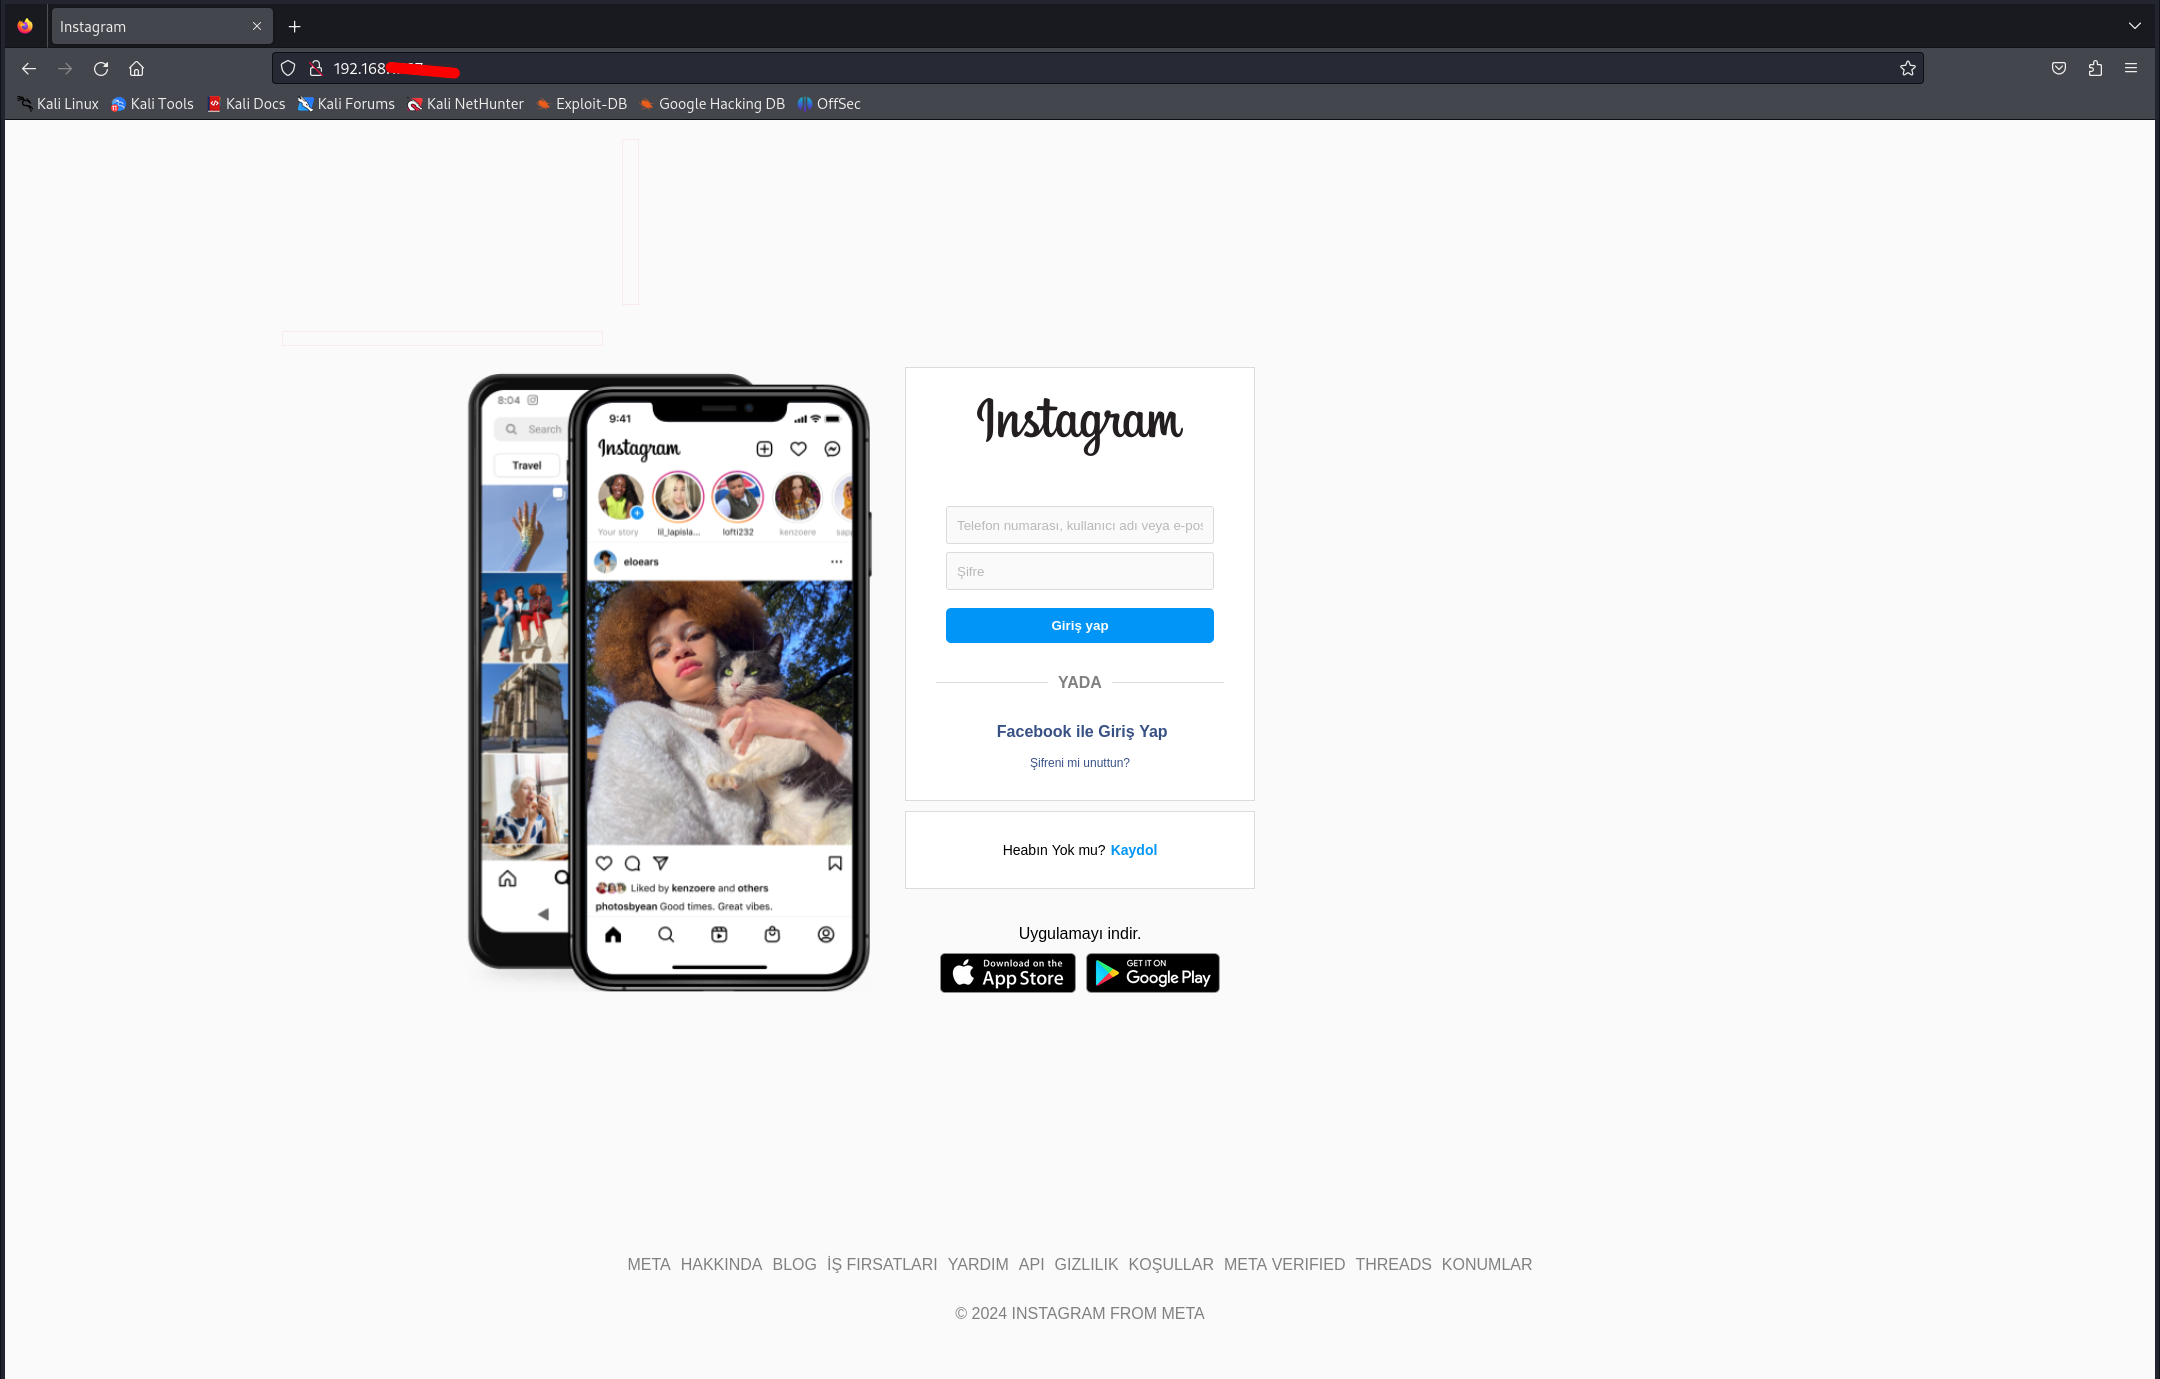 Instagram
192.168.
Kali Linux Kali Tools Kali Docs Kali Forums Kali NetHunter Exploit-DB Google Hacking DB OffSec
8:04
Search
Travel
9:41
Instagram
Your story lil_lapisla... lofti232 kenzoere sap
eloears
Liked by kenzoere and others
photosbyean Good times. Great vibes.
Instagram
Telefon numarası, kullanıcı adı veya e-pos
Şifre
Giriş yap
YADA
Facebook ile Giriş Yap
Şifreni mi unuttun?
Heabın Yok mu? Kaydol
Uygulamayı indir.
Download on the
App Store
GET IT ON
Google Play
META HAKKINDA BLOG İŞ FIRSATLARI YARDIM API GIZLILIK KOŞULLAR META VERIFIED THREADS KONUMLAR
© 2024 INSTAGRAM FROM META